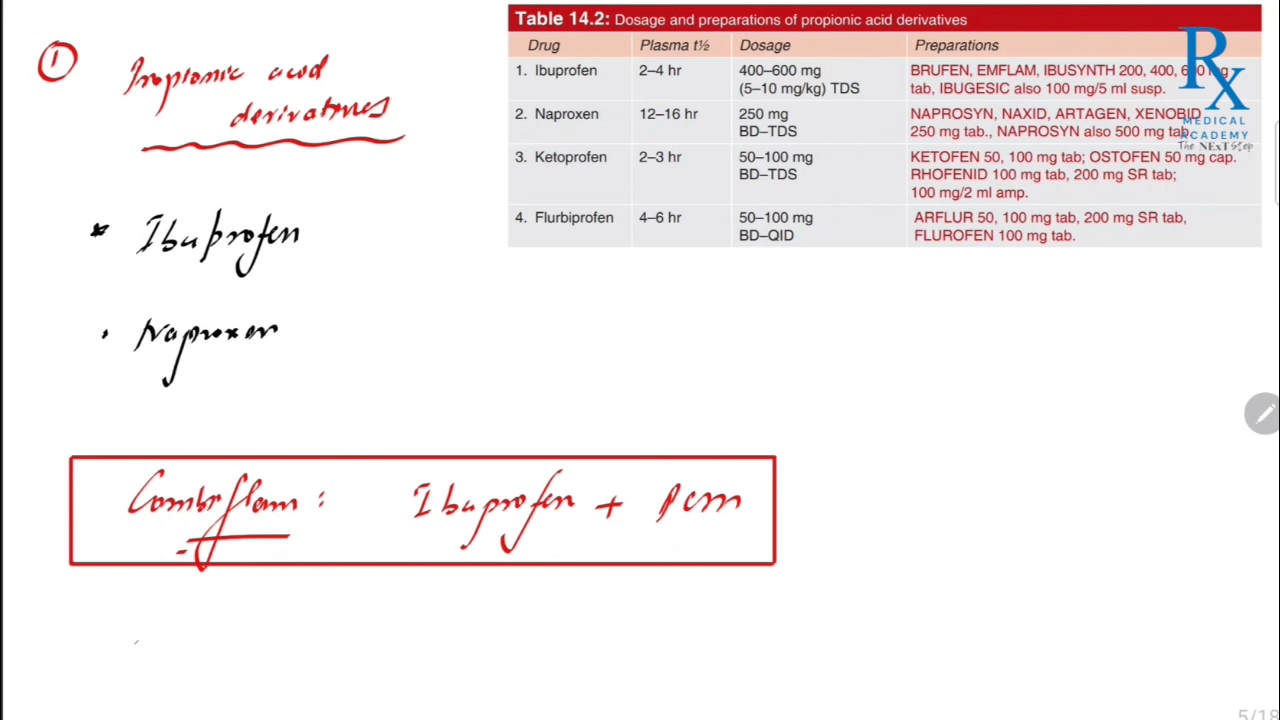 1
Propionic acid
derivatives
* Ibuprofen
· Naproxen
Combiflam : Ibuprofen + Pcm
Table 14.2: Dosage and preparations of propionic acid derivatives
Drug Plasma t½ Dosage Preparations
1. Ibuprofen 2–4 hr 400–600 mg BRUFEN, EMFLAM, IBUSYNTH 200, 400, 600 mg
(5–10 mg/kg) TDS tab, IBUGESIC also 100 mg/5 ml susp.
2. Naproxen 12–16 hr 250 mg NAPROSYN, NAXID, ARTAGEN, XENOBID
BD–TDS 250 mg tab., NAPROSYN also 500 mg tab
3. Ketoprofen 2–3 hr 50–100 mg KETOFEN 50, 100 mg tab; OSTOFEN 50 mg cap.
BD–TDS RHOFENID 100 mg tab, 200 mg SR tab;
100 mg/2 ml amp.
4. Flurbiprofen 4–6 hr 50–100 mg ARFLUR 50, 100 mg tab, 200 mg SR tab,
BD–QID FLUROFEN 100 mg tab.
Rx
MEDICAL
ACADEMY
The NExT Step
5/18